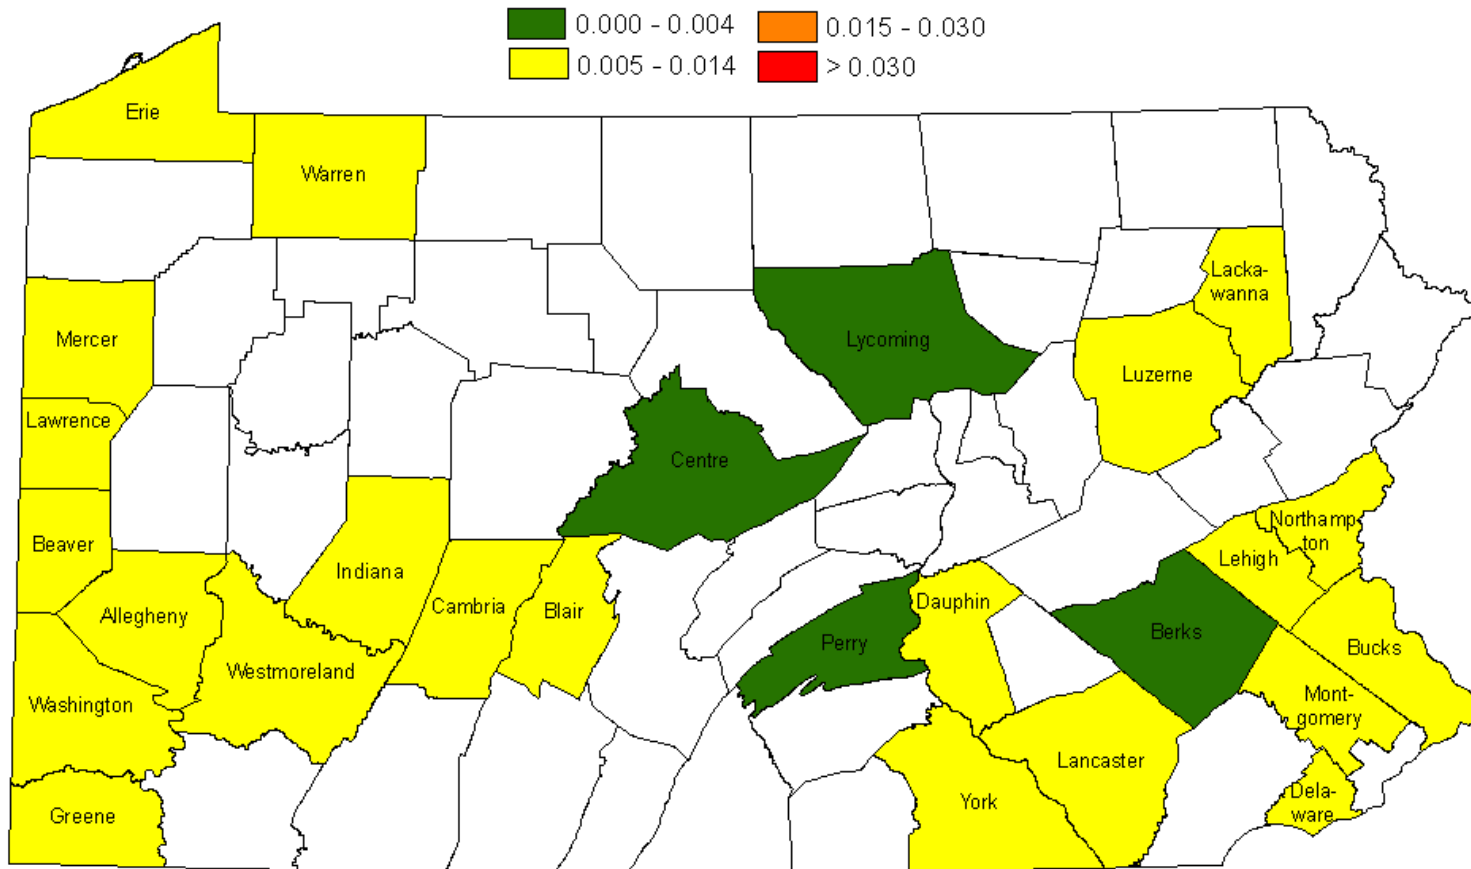 0.000 - 0.004
0.015 - 0.030
0.005 - 0.014
> 0.030
Erie
Warren
Lacka-
wanna
Mercer
Lycoming
Luzerne
Lawrence
Centre
Northamp
ton
Beaver
Lehigh
Indiana
Allegheny
Cambria
Blair
Dauphin
Perry
Berks
Bucks
Westmoreland
Washington
Mont-
gomery
Lancaster
Greene
York
Dela-
ware